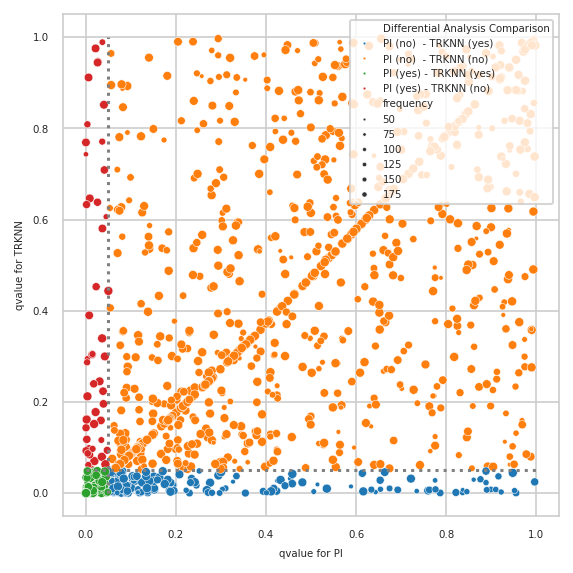 Differential Analysis Comparison
PI (no) - TRKNN (yes)
PI (no) - TRKNN (no)
PI (yes) - TRKNN (yes)
PI (yes) - TRKNN (no)
frequency
50
75
100
125
150
175
1.0
0.8
0.6
0.4
0.2
0.0
qvalue for TRKNN
0.0 0.2 0.4 0.6 0.8 1.0
qvalue for PI